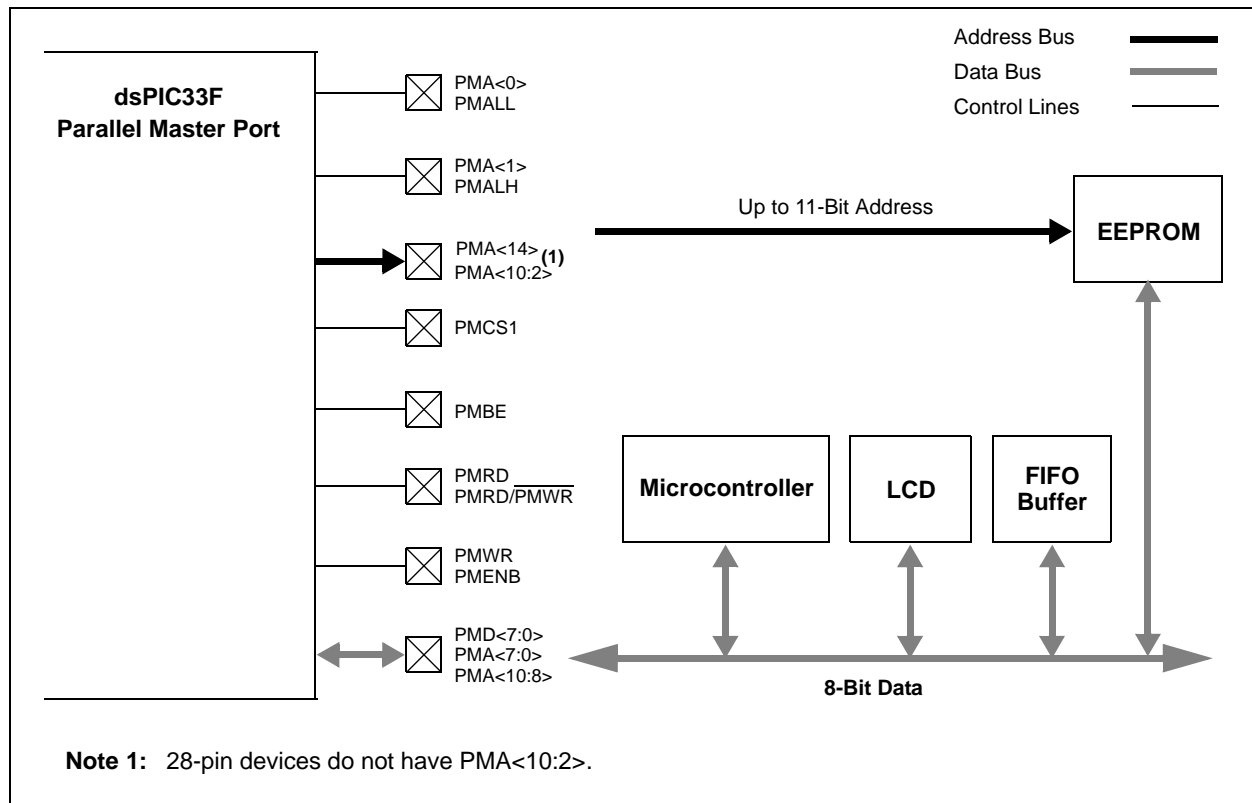 Address Bus
Data Bus
Control Lines
dsPIC33F
Parallel Master Port
PMA<0>
PMALL
PMA<1>
PMALH
PMA<14>(1)
PMA<10:2>
PMCS1
PMBE
PMRD
PMRD/PMWR
PMWR
PMENB
PMD<7:0>
PMA<7:0>
PMA<10:8>
Up to 11-Bit Address
EEPROM
Microcontroller
LCD
FIFO
Buffer
8-Bit Data
Note 1: 28-pin devices do not have PMA<10:2>.